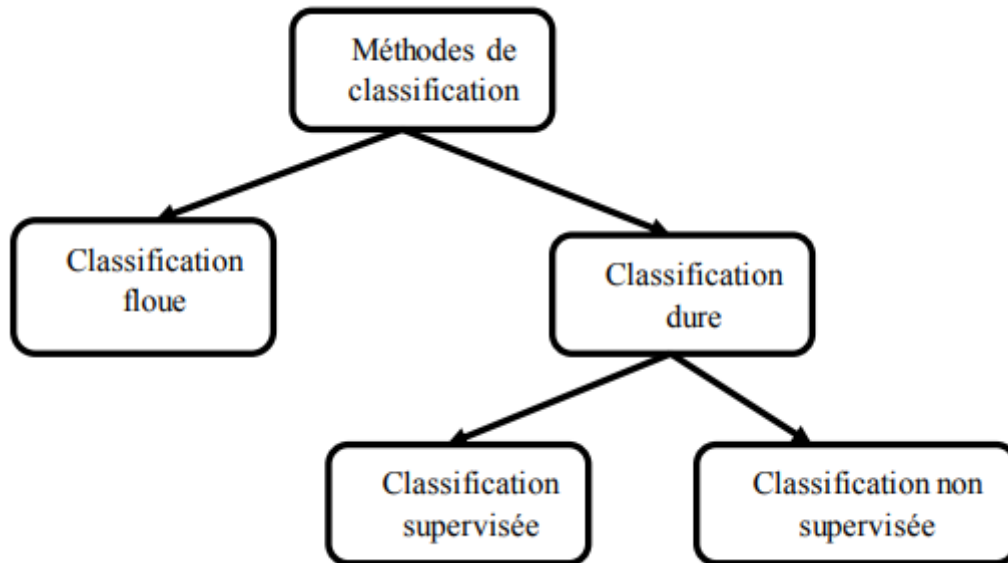 Méthodes de
classification
Classification
floue
Classification
dure
Classification
supervisée
Classification non
supervisée